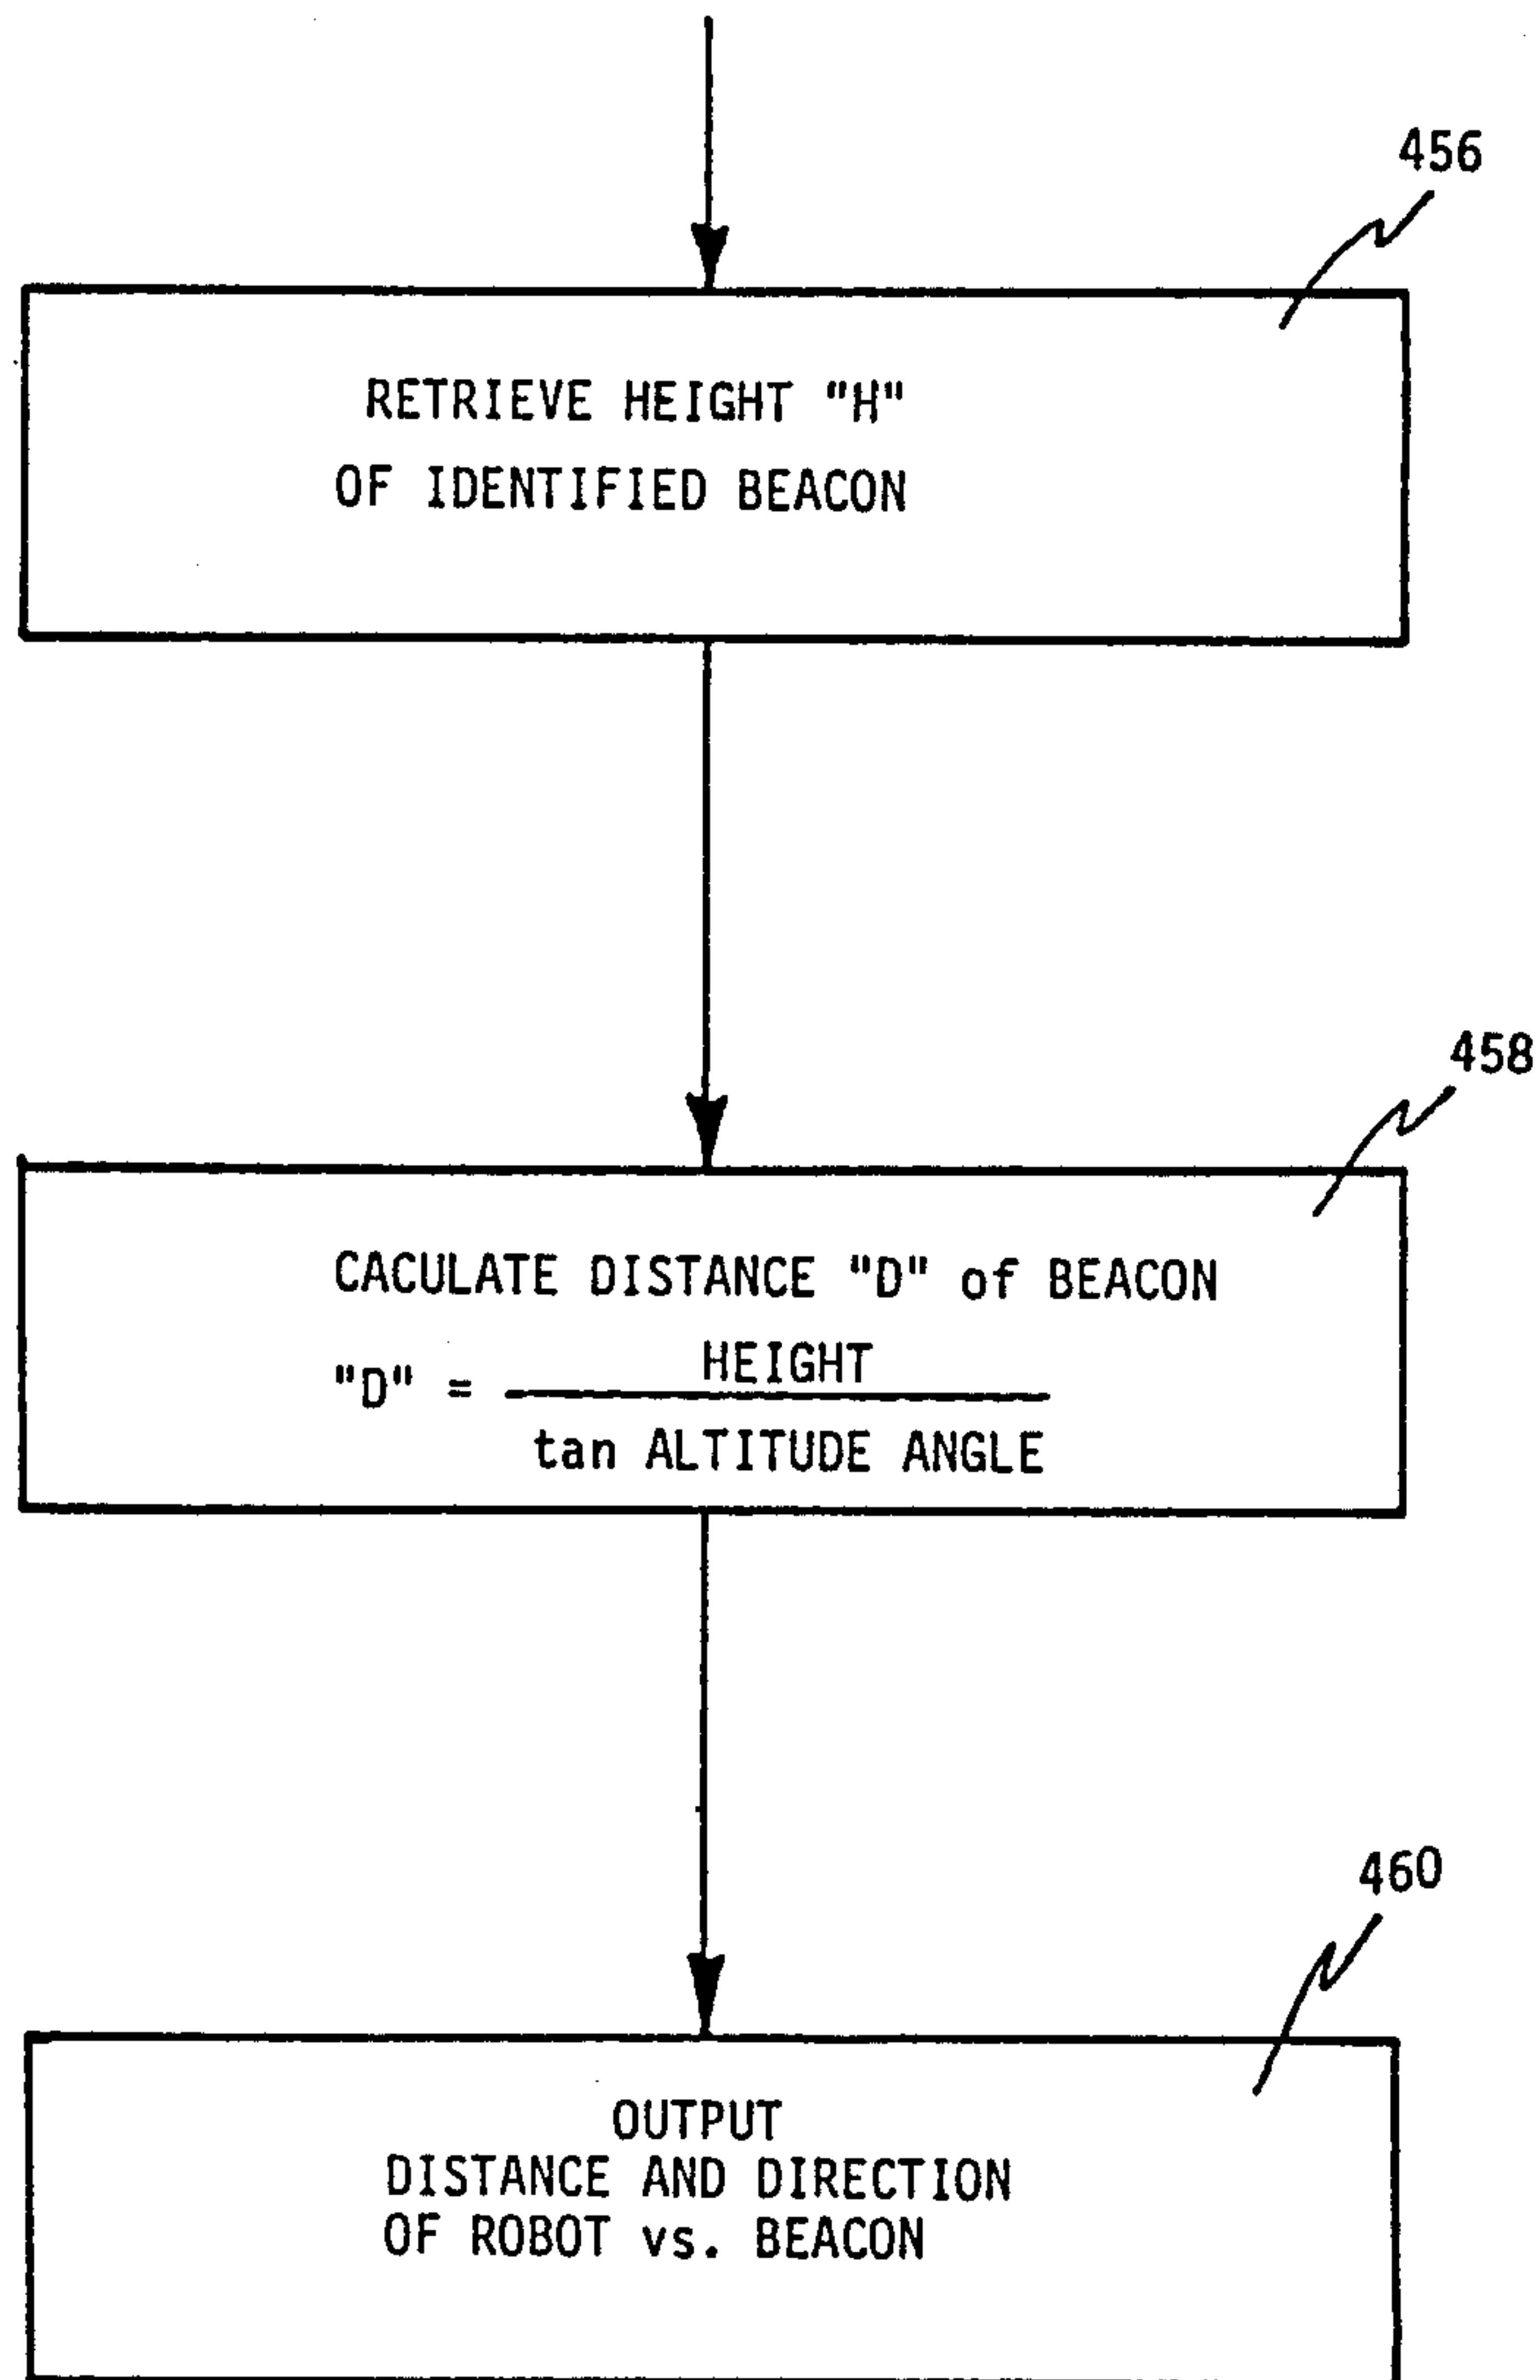 456
RETRIEVE HEIGHT "H"
OF IDENTIFIED BEACON
458
CACULATE DISTANCE "D" of BEACON
HEIGHT
"D" =
tan ALTITUDE ANGLE
460
OUTPUT
DISTANCE AND DIRECTION
OF ROBOT vs. BEACON